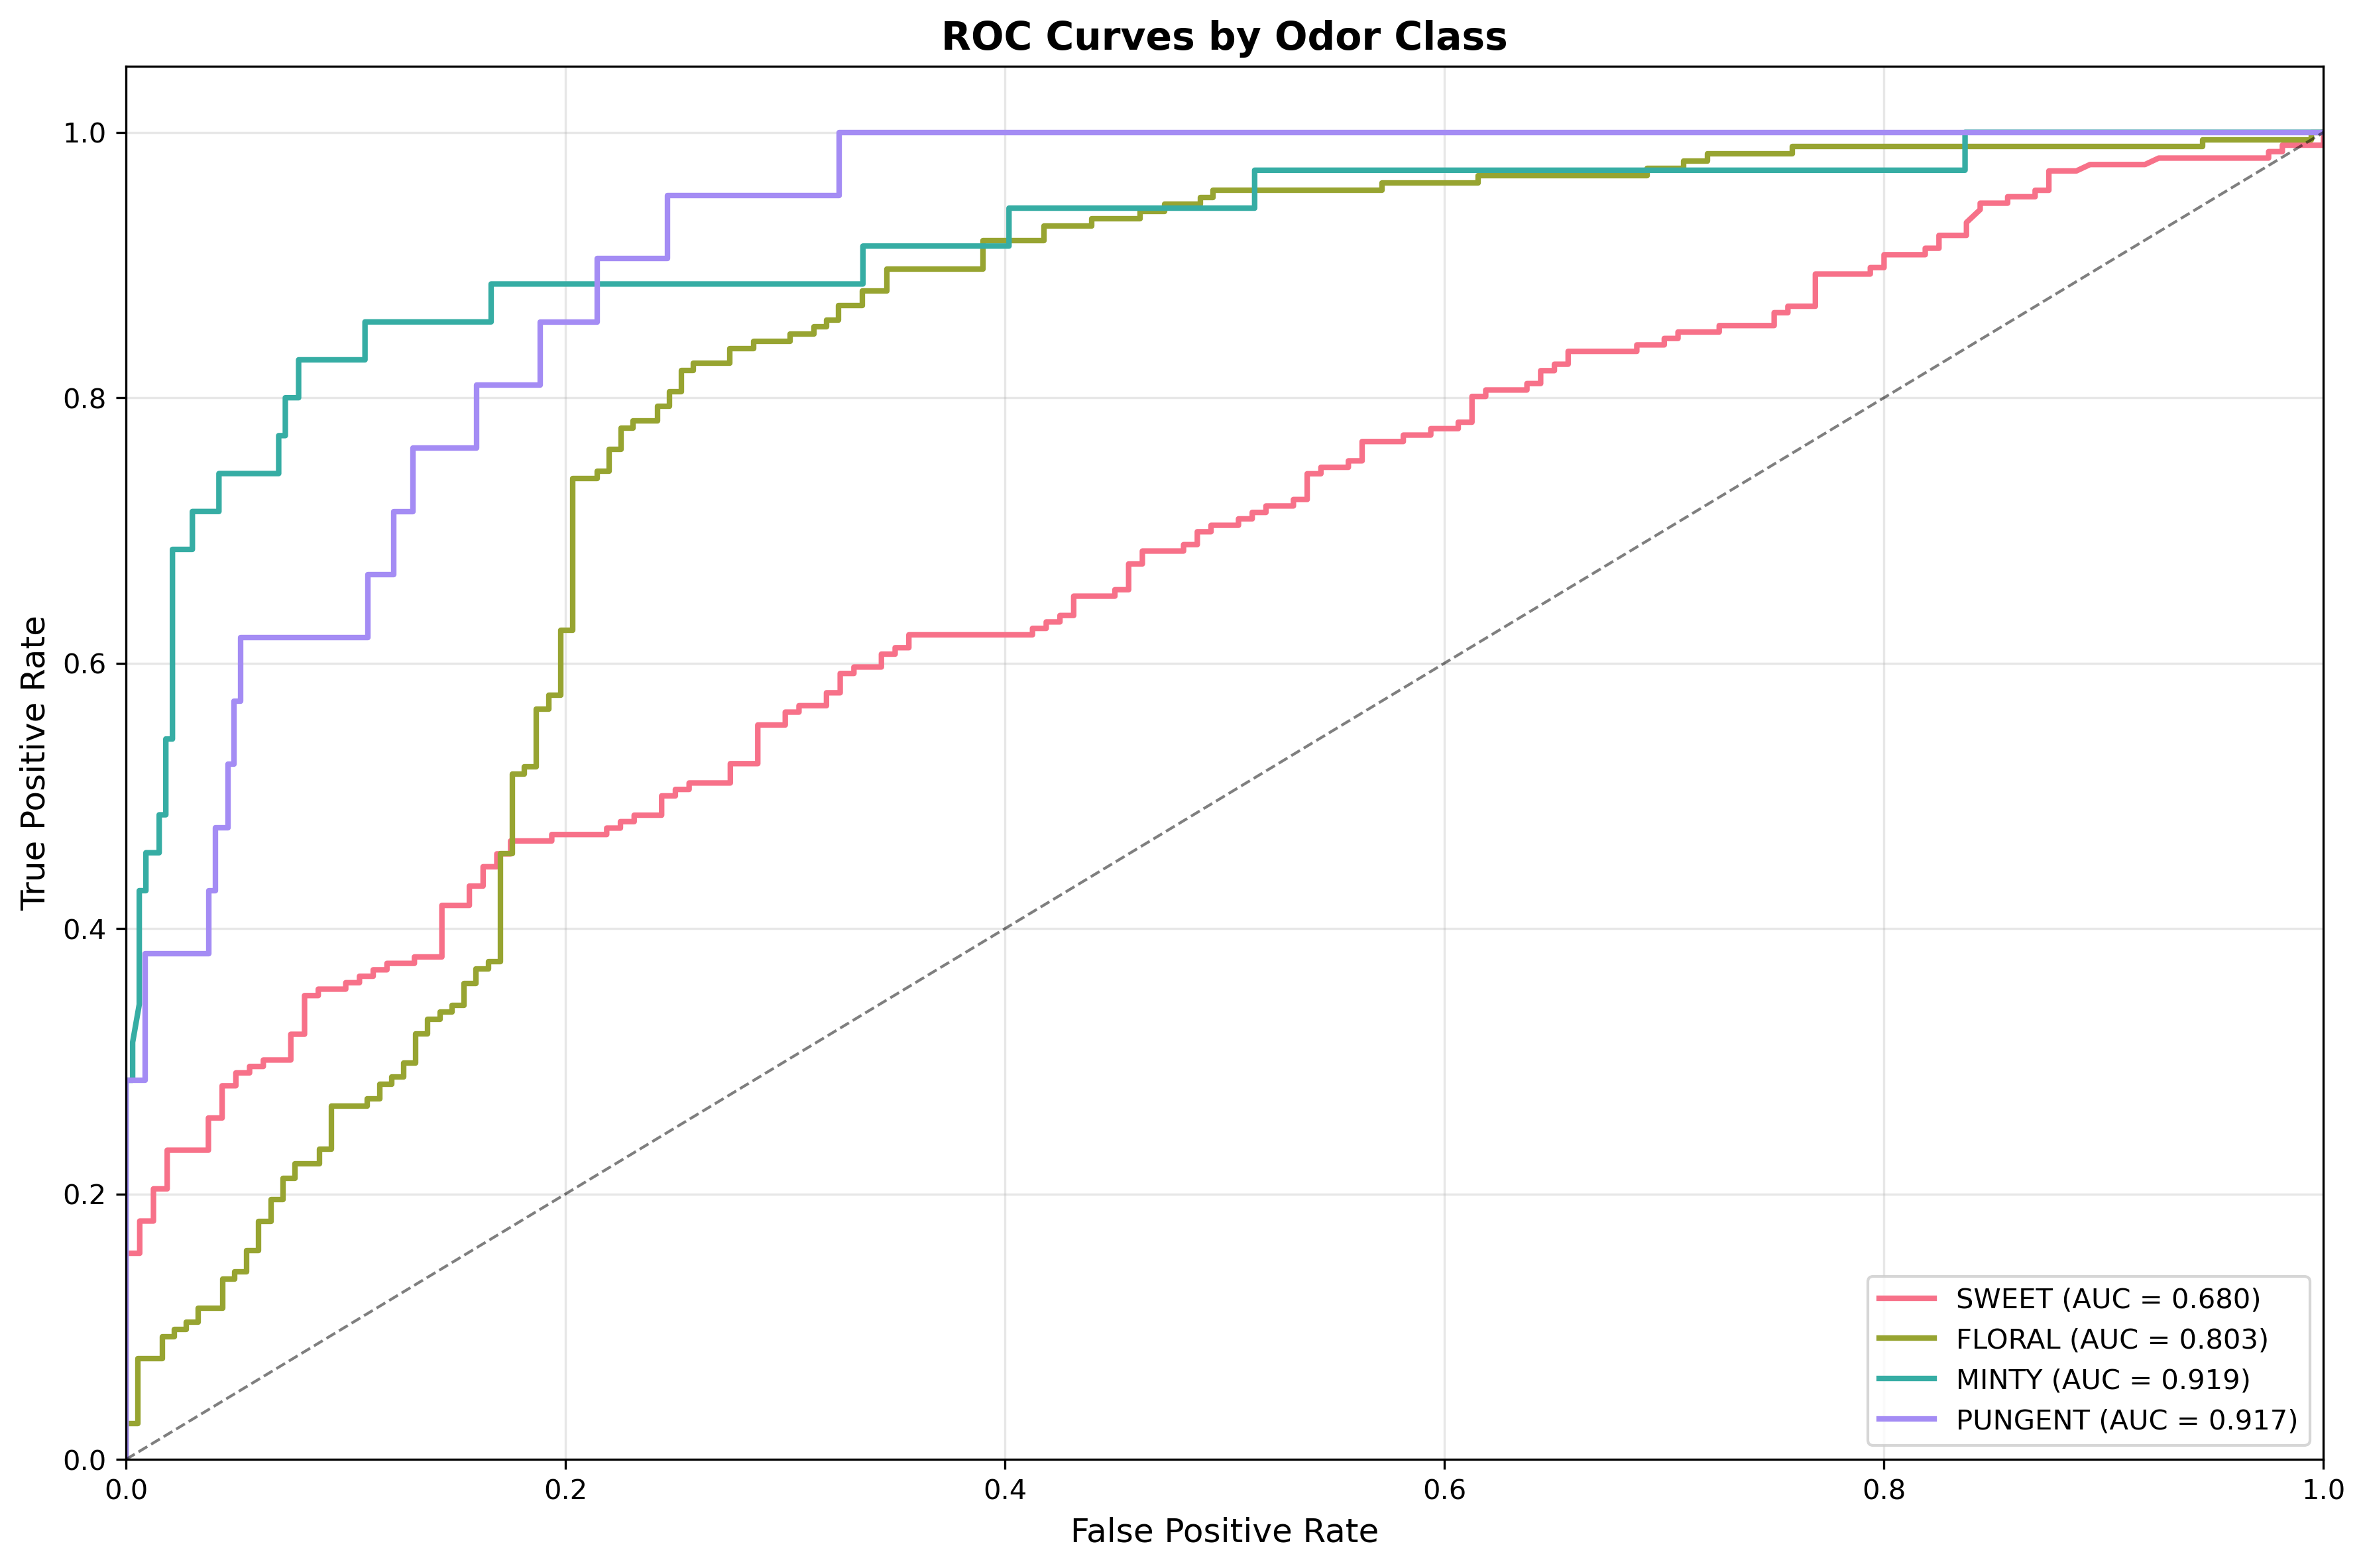 ROC Curves by Odor Class
True Positive Rate
1.0
0.8
0.6
0.4
0.2
0.0
0.0 0.2 0.4 0.6 0.8 1.0
False Positive Rate
SWEET (AUC = 0.680)
FLORAL (AUC = 0.803)
MINTY (AUC = 0.919)
PUNGENT (AUC = 0.917)